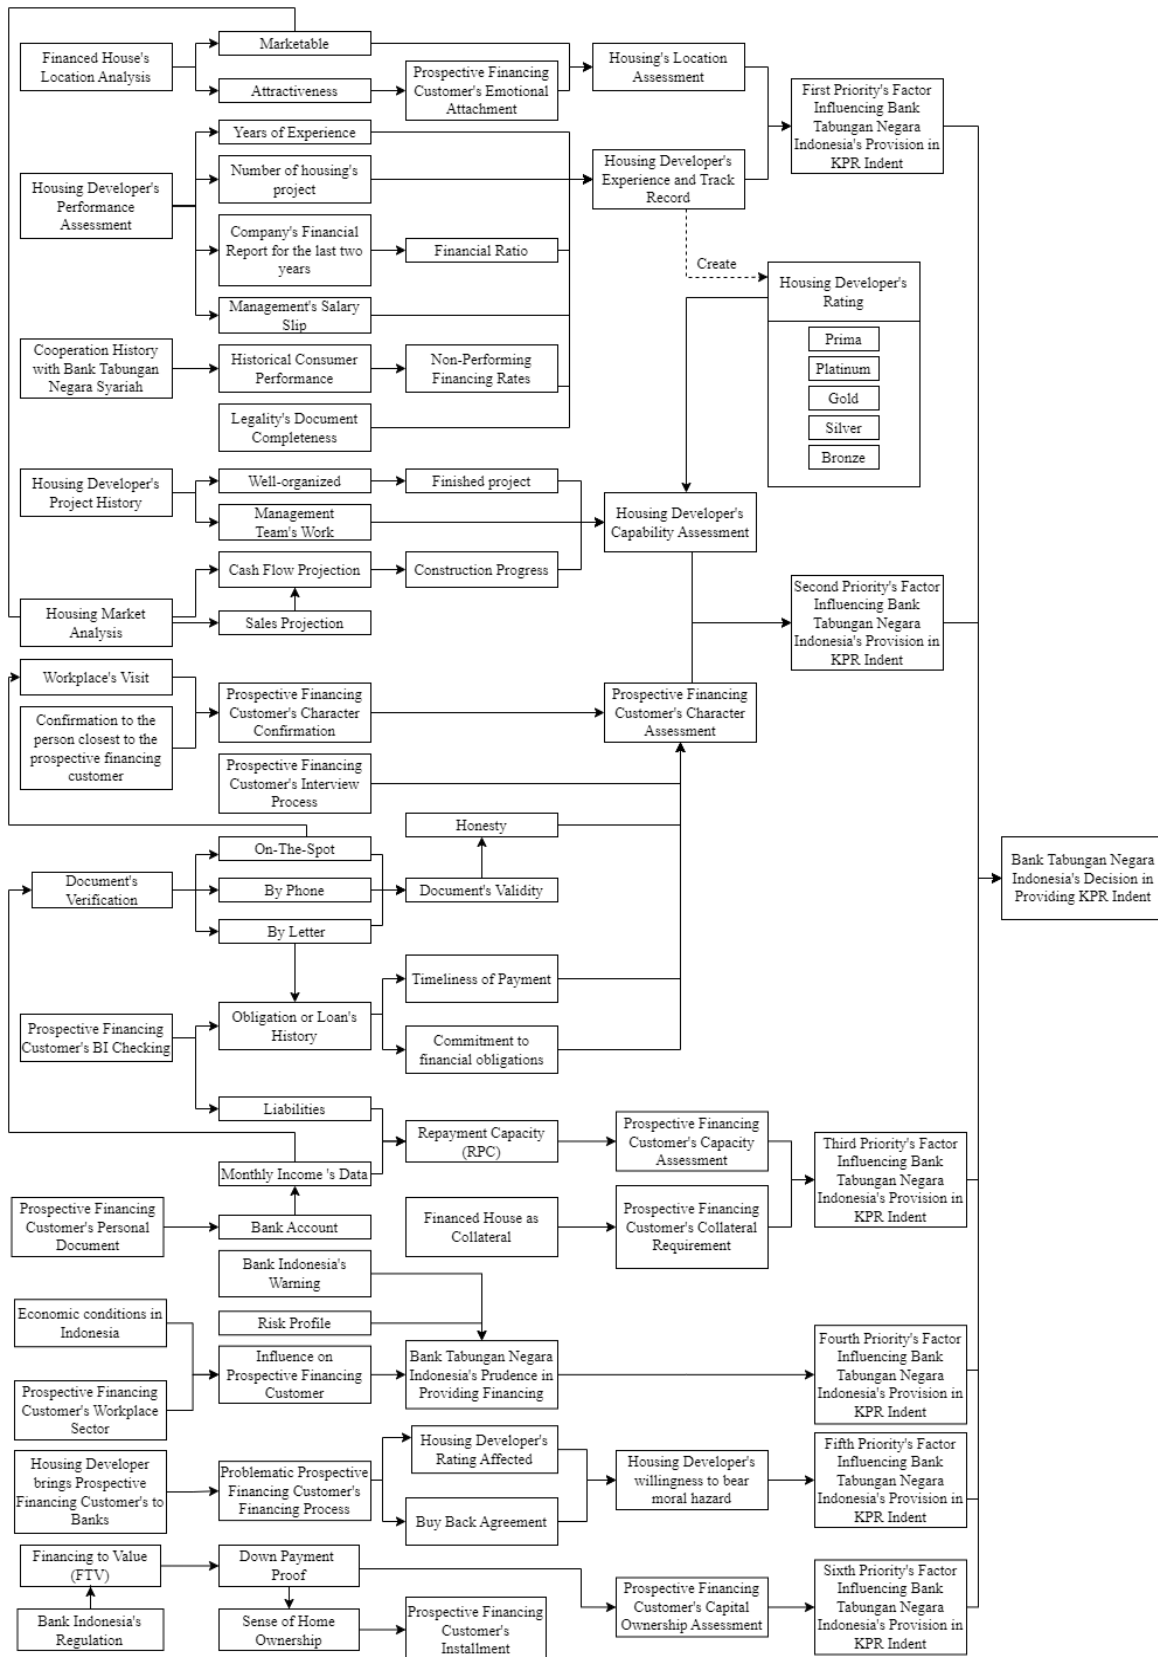 Financed House's
Location Analysis
Marketable
Attractiveness
Prospective Financing
Customer's Emotional
Attachment
Housing's Location
Assessment
First Priority's Factor
Influencing Bank
Tabungan Negara
Indonesia's Provision in
KPR Indent
Housing Developer's
Performance
Assessment
Years of Experience
Number of housing's
project
Company's Financial
Report for the last two
years
Financial Ratio
Management's Salary
Slip
Housing Developer's
Experience and Track
Record
Create
Housing Developer's
Rating
Prima
Platinum
Gold
Silver
Bronze
Cooperation History
with Bank Tabungan
Negara Syariah
Historical Consumer
Performance
Non-Performing
Financing Rates
Legality's Document
Completeness
Housing Developer's
Project History
Well-organized
Finished project
Management
Team's Work
Housing Developer's
Capability Assessment
Cash Flow Projection
Construction Progress
Housing Market
Analysis
Sales Projection
Second Priority's Factor
Influencing Bank
Tabungan Negara
Indonesia's Provision in
KPR Indent
Workplace's Visit
Confirmation to the
person closest to the
prospective financing
customer
Prospective Financing
Customer's Character
Confirmation
Prospective Financing
Customer's Character
Assessment
Prospective Financing
Customer's Interview
Process
Honesty
On-The-Spot
Document's
Verification
By Phone
Document's Validity
By Letter
Bank Tabungan Negara
Indonesia's Decision in
Providing KPR Indent
Timeliness of Payment
Prospective Financing
Customer's BI Checking
Obligation or Loan's
History
Commitment to
financial obligations
Liabilities
Repayment Capacity
(RPC)
Prospective Financing
Customer's Capacity
Assessment
Monthly Income 's Data
Third Priority's Factor
Influencing Bank
Tabungan Negara
Indonesia's Provision in
KPR Indent
Prospective Financing
Customer's Personal
Document
Bank Account
Financed House as
Collateral
Prospective Financing
Customer's Collateral
Requirement
Bank Indonesia's
Warning
Economic conditions in
Indonesia
Risk Profile
Influence on
Prospective Financing
Customer
Bank Tabungan Negara
Indonesia's Prudence in
Providing Financing
Fourth Priority's Factor
Influencing Bank
Tabungan Negara
Indonesia's Provision in
KPR Indent
Prospective Financing
Customer's Workplace
Sector
Housing Developer
brings Prospective
Financing Customer's to
Banks
Problematic Prospective
Financing Customer's
Financing Process
Housing Developer's
Rating Affected
Buy Back Agreement
Housing Developer's
willingness to bear
moral hazard
Fifth Priority's Factor
Influencing Bank
Tabungan Negara
Indonesia's Provision in
KPR Indent
Financing to Value
(FTV)
Down Payment
Proof
Bank Indonesia's
Regulation
Sense of Home
Ownership
Prospective Financing
Customer's
Installment
Prospective Financing
Customer's Capital
Ownership Assessment
Sixth Priority's Factor
Influencing Bank
Tabungan Negara
Indonesia's Provision in
KPR Indent